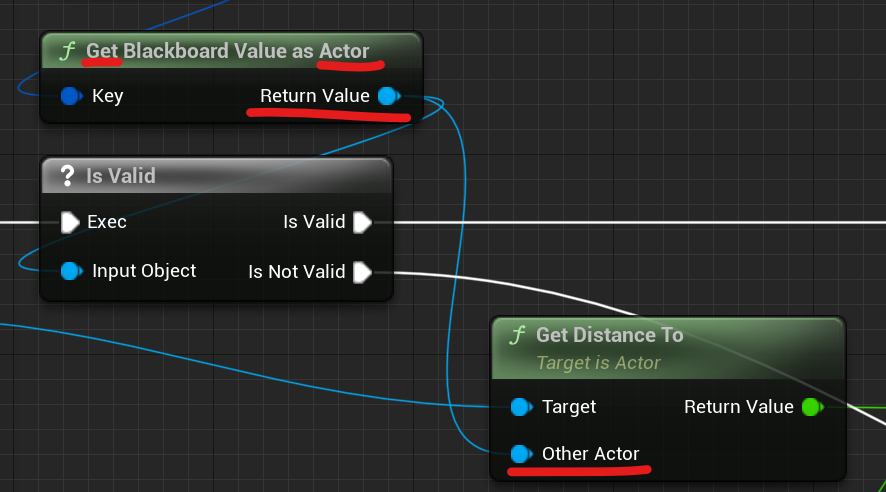 Get Blackboard Value as Actor
Key
Return Value
? Is Valid
Exec
Is Valid
Input Object
Is Not Valid
Get Distance To
Target is Actor
Target
Return Value
Other Actor